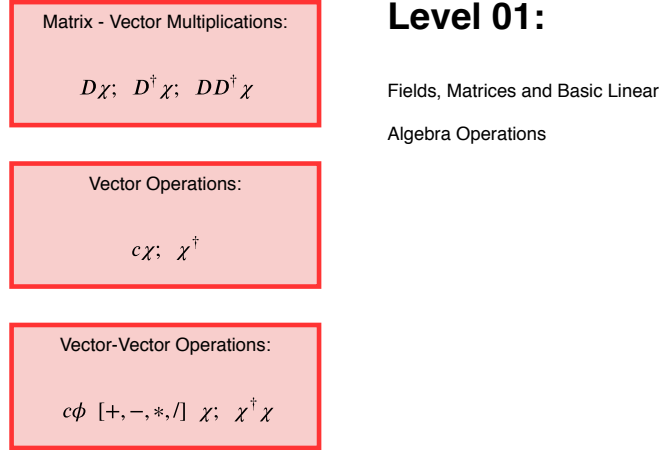 Matrix - Vector Multiplications:
Dχ; D†χ; DD†χ
Vector Operations:
cχ; χ†
Vector-Vector Operations:
cϕ [+, −, *, /] χ; χ†χ
Level 01:
Fields, Matrices and Basic Linear
Algebra Operations